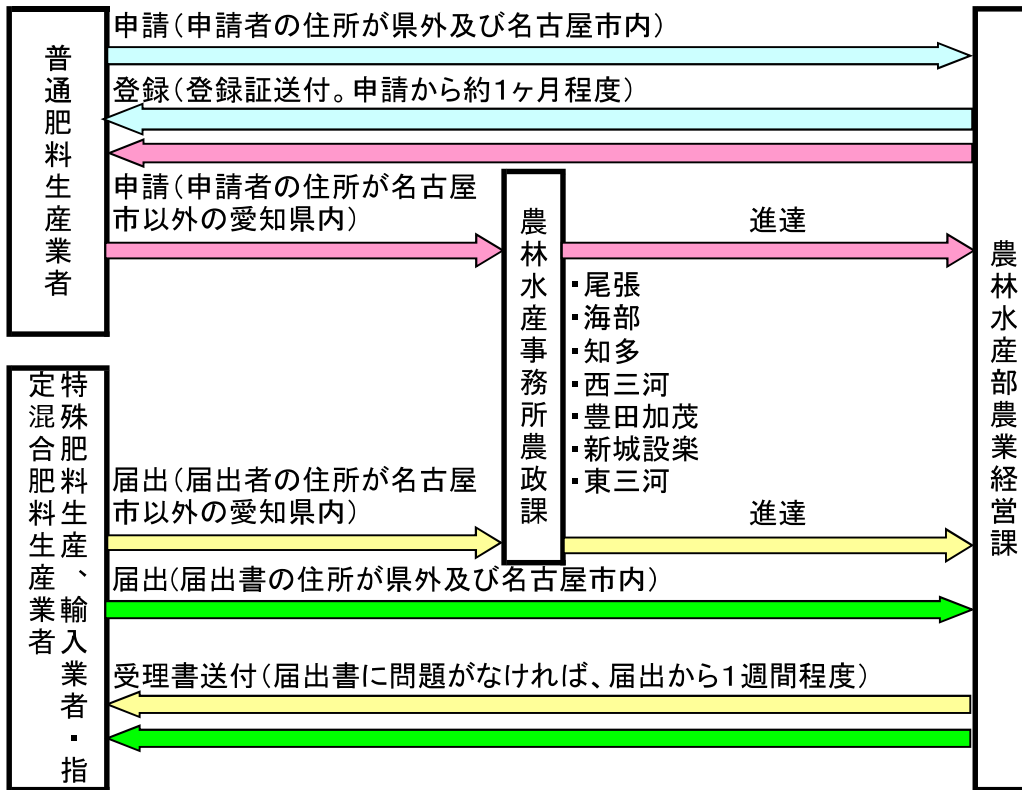 普通肥料生産業者
申請(申請者の住所が県外及び名古屋市内)
登録(登録証送付。申請から約1ヶ月程度)
申請(申請者の住所が名古屋
市以外の愛知県内)
農林水産事務所農政課
進達
・尾張
・海部
・知多
・西三河
・豊田加茂
・新城設楽
・東三河
農林水産部農業経営課
特殊肥料生産、輸入業者・指
定混合肥料生産業者
届出(届出者の住所が名古屋
市以外の愛知県内)
進達
届出(届出書の住所が県外及び名古屋市内)
受理書送付(届出書に問題がなければ、届出から1週間程度)